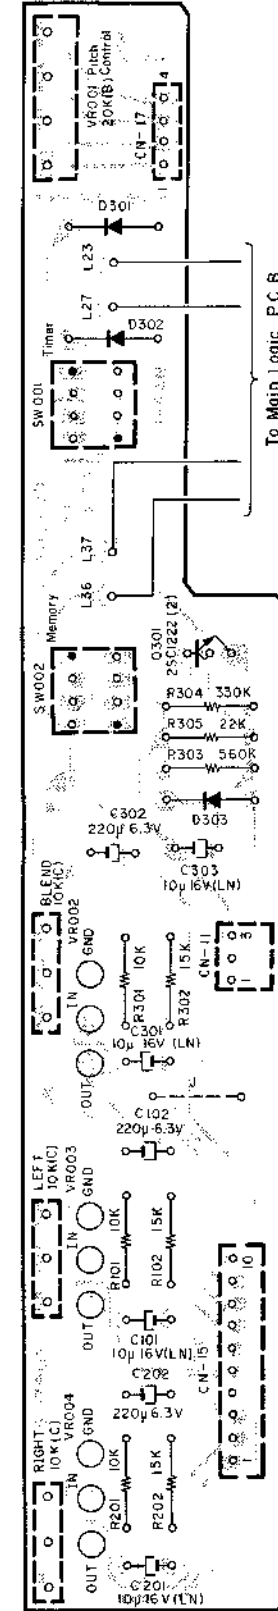 VR001 Pitch
20K(B) Control
CN-17
1
4
D301
L23
L27
D302
Timer
SW001
To Main Logic P.C.B
L37
L36
Memory
SW002
Q301
2SC1222 (2)
R304 330K
R305 22K
R303 560K
D303
C302
220μ 6.3V
C303
10μ 16V(LN)
BLEND
10K(C)
VR002
GND
IN
OUT
10K
R301
15K
R302
CN-11
1
3
C301
10μ 16V (LN)
J
C102
220μ 6.3V
LEFT
10K(C)
VR003
GND
IN
OUT
10K
R101
15K
R102
C101
10μ 16V(LN)
CN-15
1
10
C202
220μ 6.3V
RIGHT
10K(C)
VR004
GND
IN
OUT
10K
R201
15K
R202
C201
10μ 16V(LN)